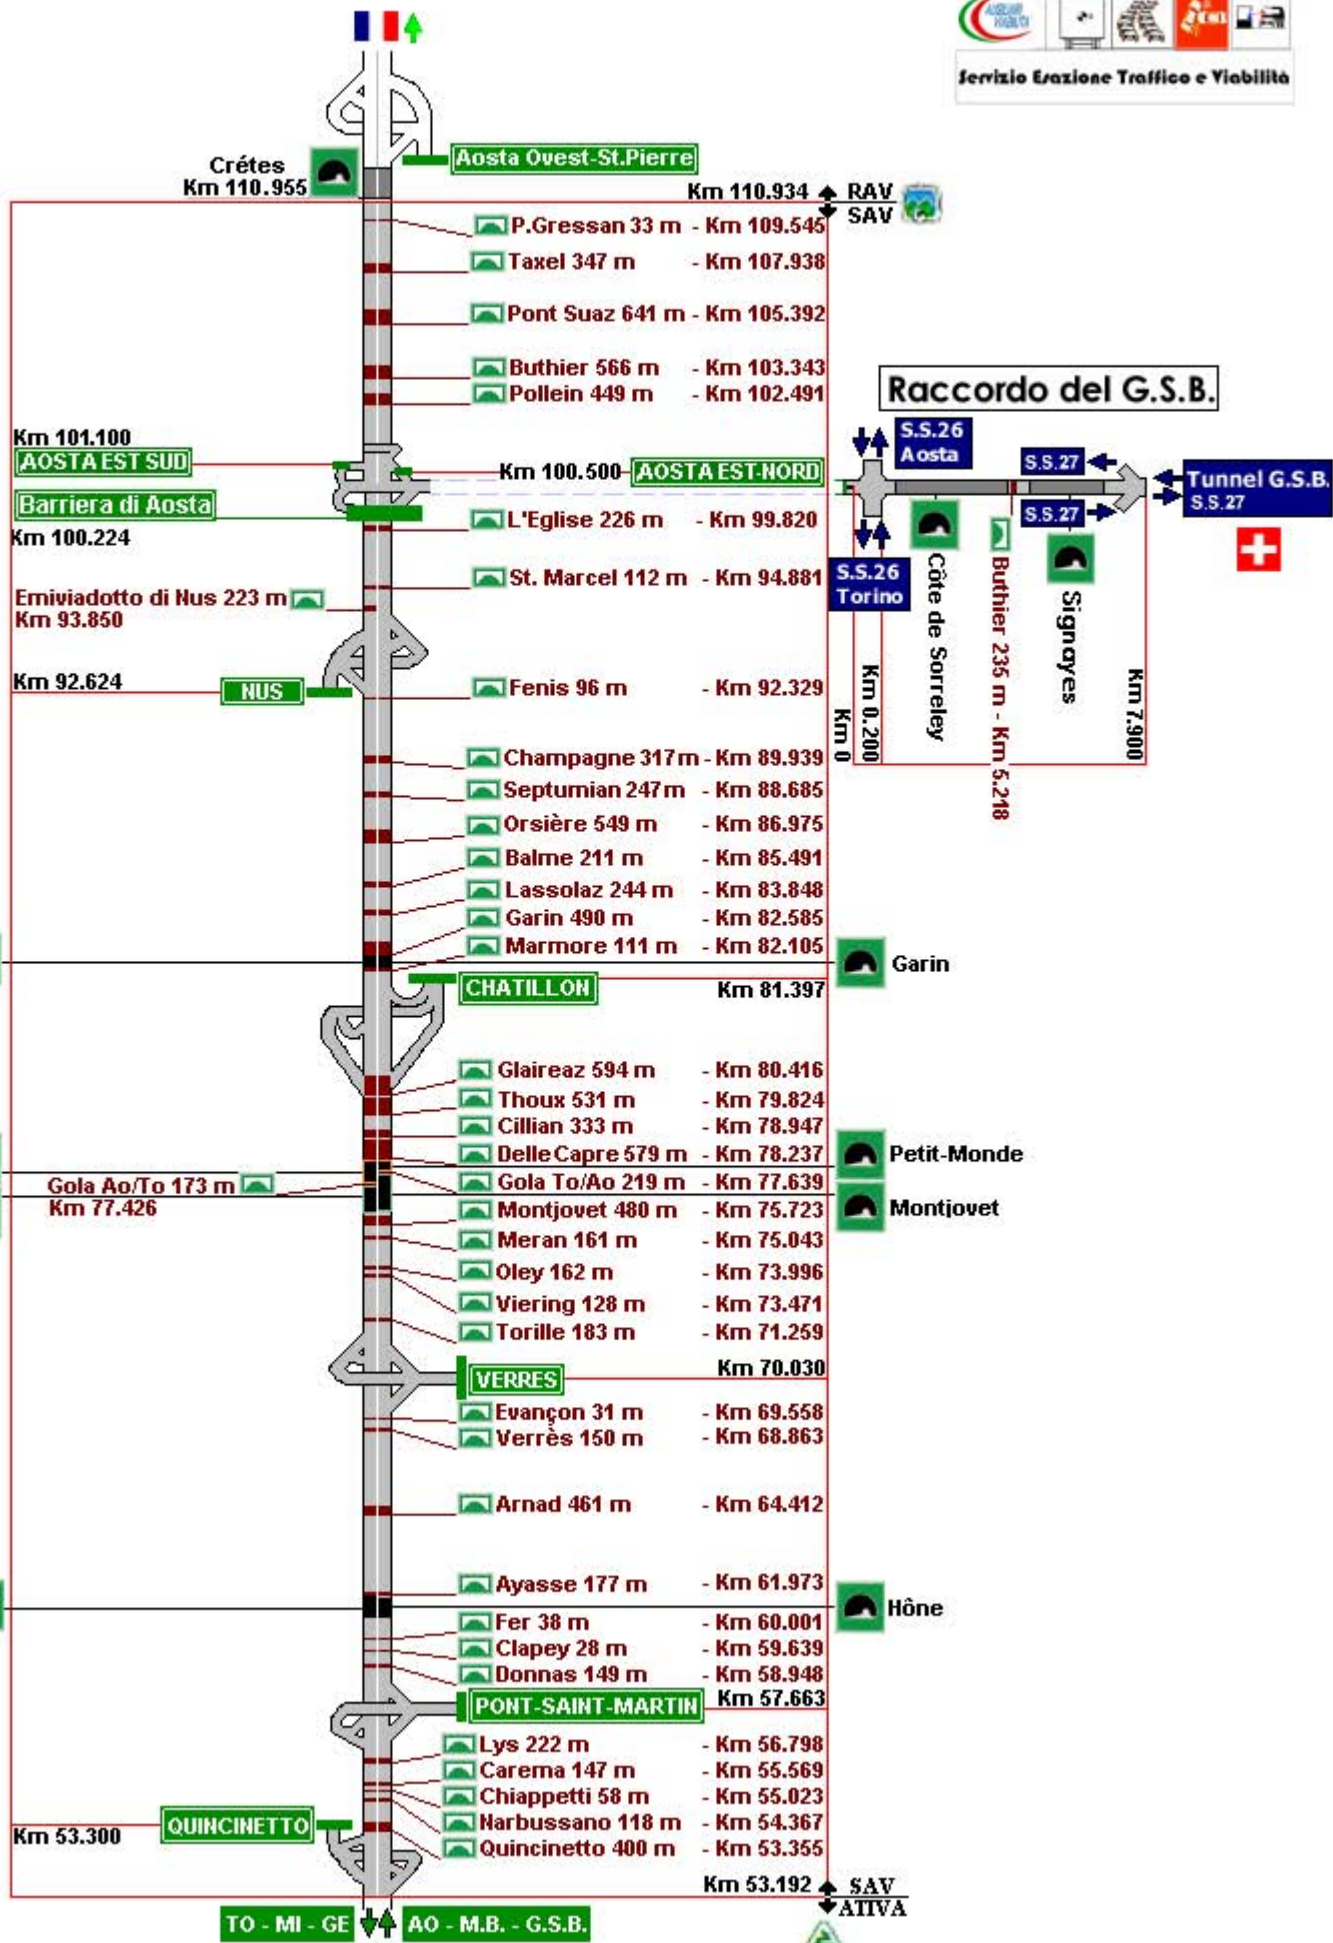 Servizio Esazione Traffico e Viabilità
Aosta Ovest-St.Pierre
Crétes
Km 110.955
Km 110.934
RAV
SAV
P.Gressan 33 m - Km 109.545
Taxel 347 m - Km 107.938
Pont Suaz 641 m - Km 105.392
Buthier 566 m - Km 103.343
Pollein 449 m - Km 102.491
Raccordo del G.S.B.
Km 101.100
AOSTA EST SUD
Km 100.500
AOSTA EST-NORD
S.S.26
Aosta
S.S.27
Tunnel G.S.B.
S.S.27
S.S.27
Barriera di Aosta
Km 100.224
L'Eglise 226 m - Km 99.820
St. Marcel 112 m - Km 94.881
S.S.26
Torino
Côte de Sorreley
Buthier 235 m - Km 5.218
Signayes
Km 0
Km 0.200
Km 7.900
Emiviadotto di Nus 223 m
Km 93.850
Km 92.624
NUS
Fenis 96 m - Km 92.329
Champagne 317 m - Km 89.939
Septumian 247 m - Km 88.685
Orsière 549 m - Km 86.975
Balme 211 m - Km 85.491
Lassolaz 244 m - Km 83.848
Garin 490 m - Km 82.585
Marmore 111 m - Km 82.105
Garin
CHATILLON
Km 81.397
Glaireaz 594 m - Km 80.416
Thoux 531 m - Km 79.824
Cillian 333 m - Km 78.947
Delle Capre 579 m - Km 78.237
Petit-Monde
Gola Ao/To 173 m
Km 77.426
Gola To/Ao 219 m - Km 77.639
Montjovet 480 m - Km 75.723
Montjovet
Meran 161 m - Km 75.043
Oley 162 m - Km 73.996
Viering 128 m - Km 73.471
Torille 183 m - Km 71.259
Km 70.030
VERRES
Evançon 31 m - Km 69.558
Verrès 150 m - Km 68.863
Arnad 461 m - Km 64.412
Ayasse 177 m - Km 61.973
Hône
Fer 38 m - Km 60.001
Clapey 28 m - Km 59.639
Donnas 149 m - Km 58.948
PONT-SAINT-MARTIN
Km 57.663
Lys 222 m - Km 56.798
Carema 147 m - Km 55.569
Chiappetti 58 m - Km 55.023
Narbussano 118 m - Km 54.367
Quincinetto 400 m - Km 53.355
QUINCINETTO
Km 53.300
Km 53.192
SAV
ATIVA
TO - MI - GE
AO - M.B. - G.S.B.